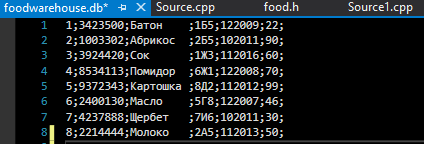 foodwarehouse.db* Source.cpp food.h Source1.cpp
1 1;3423500;Батон ;1Б5;122009;22;
2 2;1003302;Абрикос ;2Б5;102011;90;
3 3;3924420;Сок ;1Ж3;112016;60;
4 4;8534113;Помидор ;6Ж1;122008;70;
5 5;9372343;Картошка ;8Д2;112012;99;
6 6;2400130;Масло ;5Г8;122007;46;
7 7;4237888;Щербет ;7И6;102011;30;
8 8;2214444;Молоко ;2А5;112013;50;